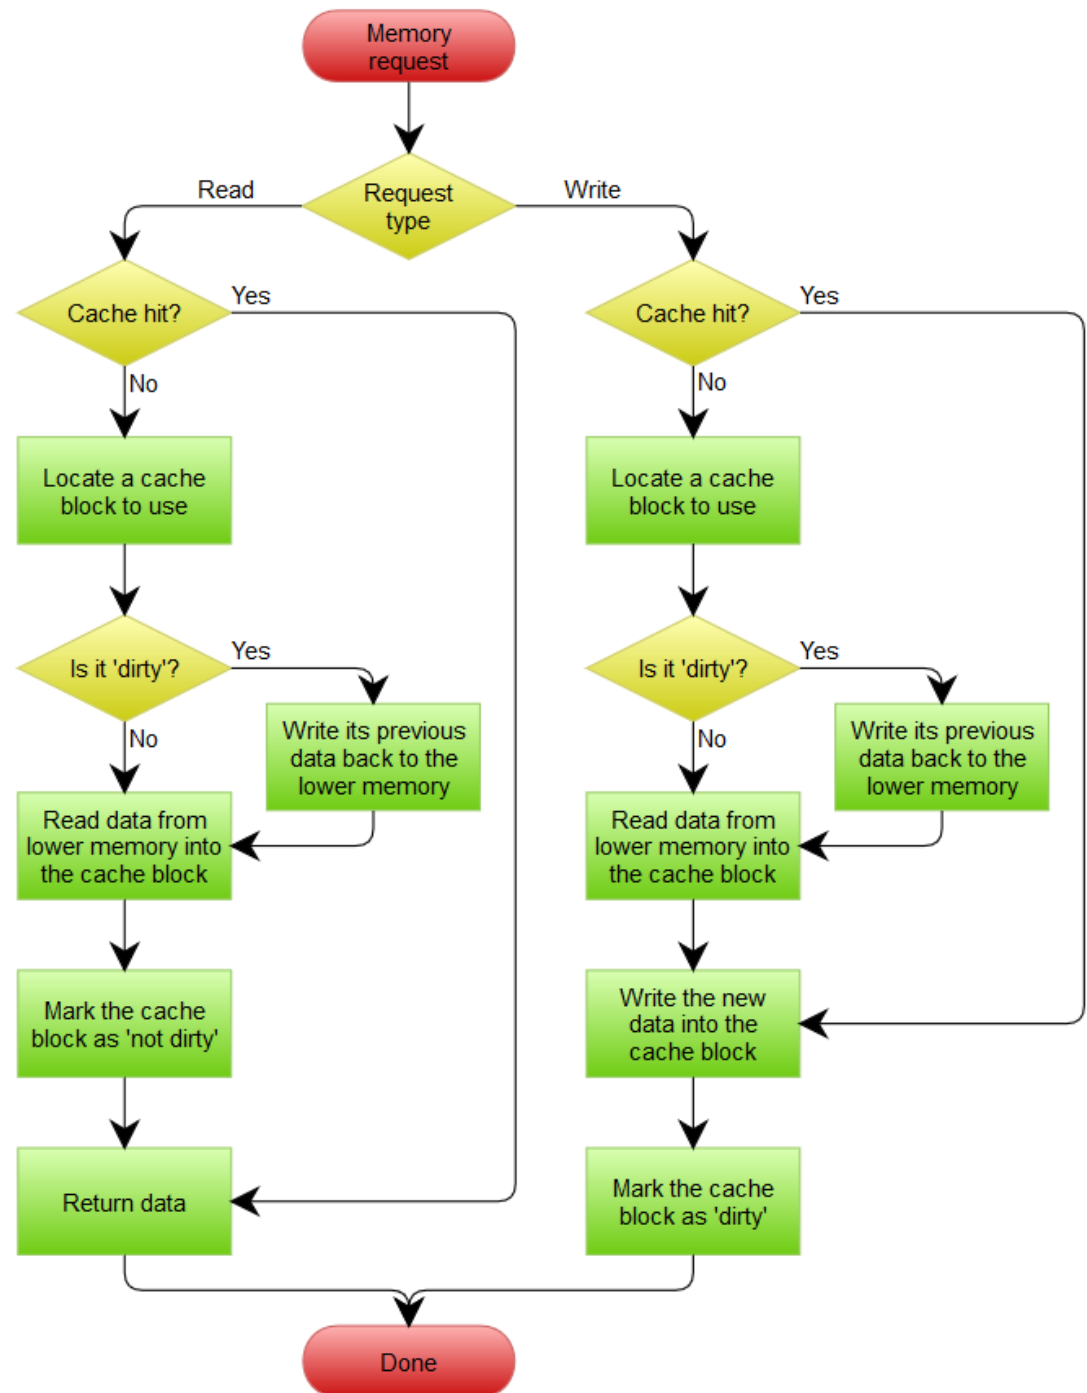 Memory
request
Read
Request
type
Write
Cache hit?
Yes
Cache hit?
Yes
No
No
Locate a cache
block to use
Locate a cache
block to use
Is it 'dirty'?
Yes
Is it 'dirty'?
Yes
No
Write its previous
data back to the
lower memory
No
Write its previous
data back to the
lower memory
Read data from
lower memory into
the cache block
Read data from
lower memory into
the cache block
Mark the cache
block as 'not dirty'
Write the new
data into the
cache block
Return data
Mark the cache
block as 'dirty'
Done